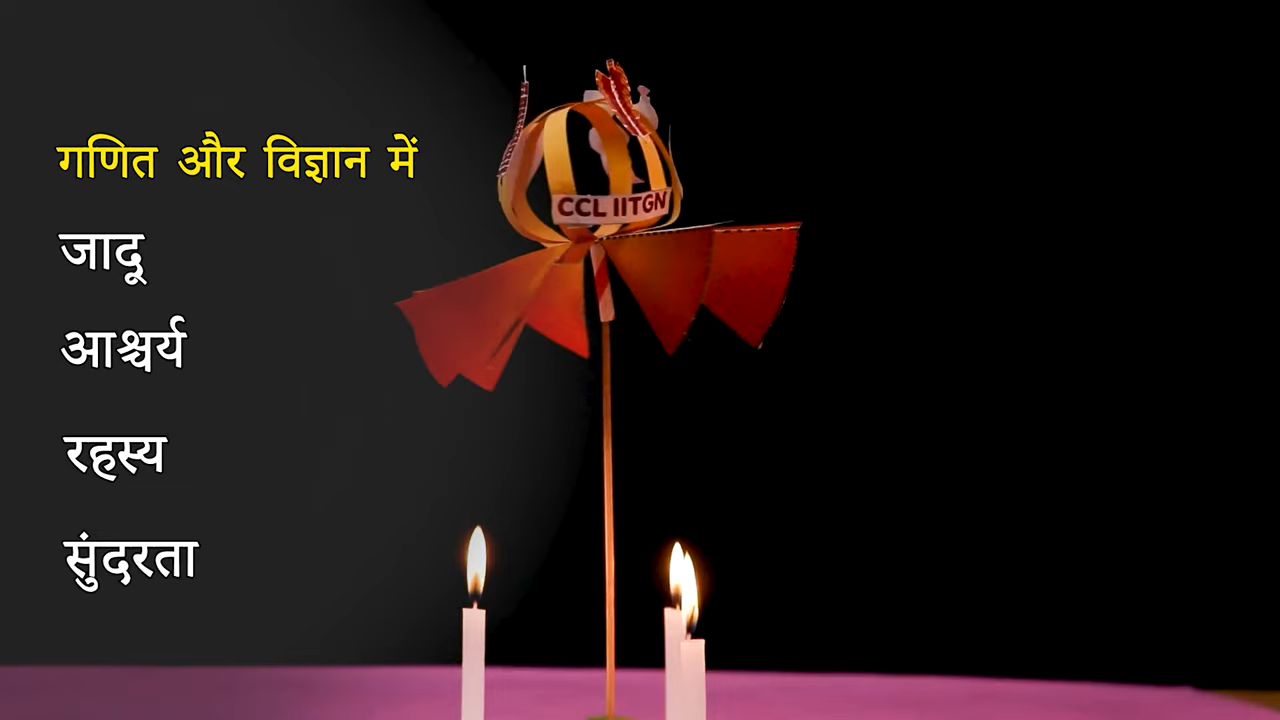 गणित और विज्ञान में
जादू
आश्चर्य
रहस्य
सुंदरता
CCL IITGN